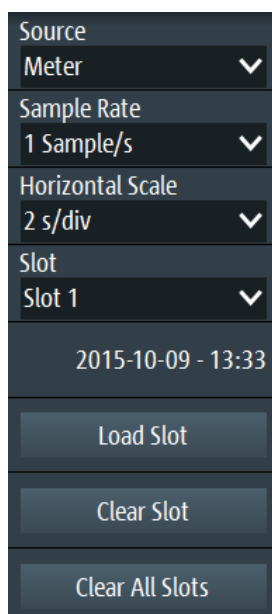 Source
Meter
Sample Rate
1 Sample/s
Horizontal Scale
2 s/div
Slot
Slot 1
2015-10-09 - 13:33
Load Slot
Clear Slot
Clear All Slots